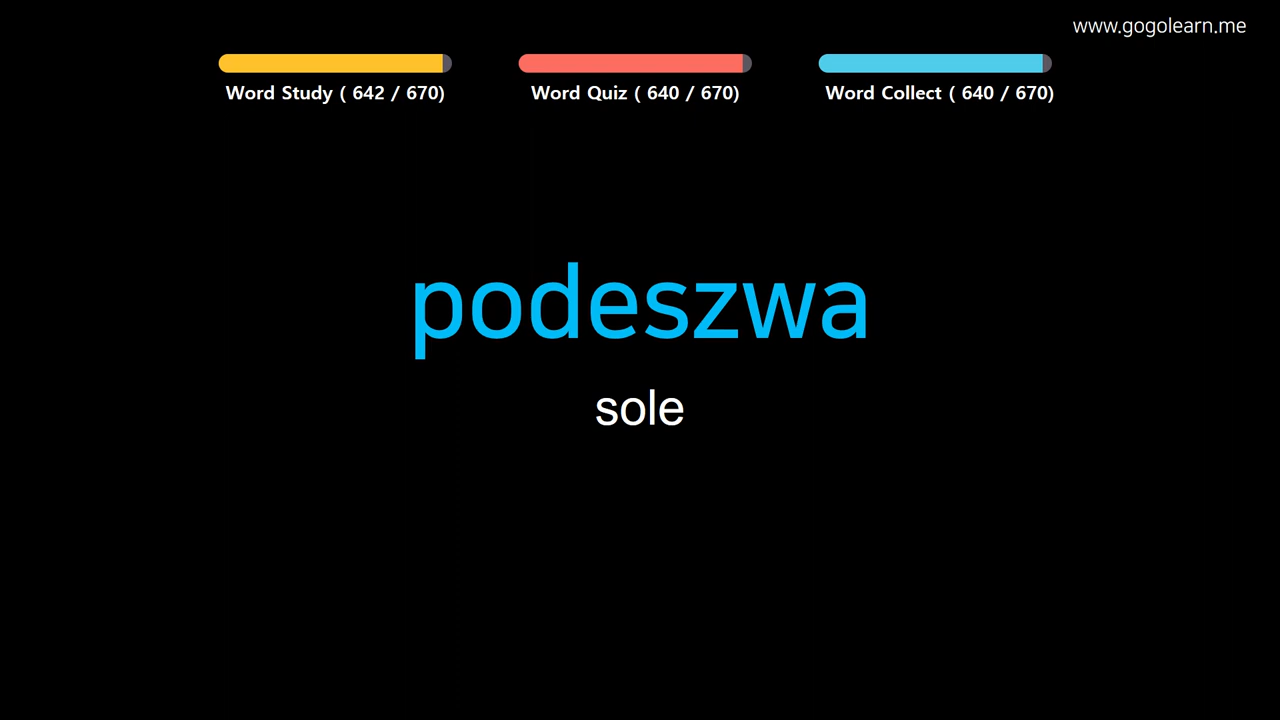 www.gogolearn.me
Word Study ( 642 / 670)
Word Quiz ( 640 / 670)
Word Collect ( 640 / 670)
podeszwa
sole